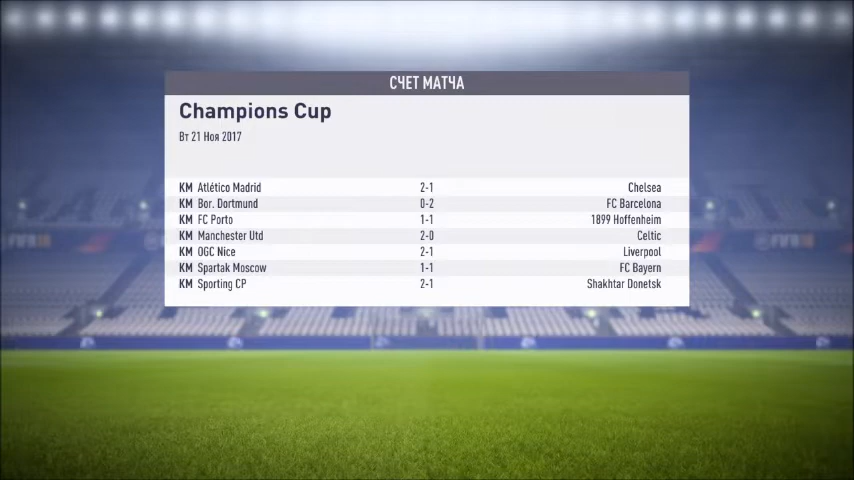 СЧЕТ МАТЧА
Champions Cup
Вт 21 Ноя 2017
КМ Atlético Madrid 2-1 Chelsea
КМ Bor. Dortmund 0-2 FC Barcelona
КМ FC Porto 1-1 1899 Hoffenheim
КМ Manchester Utd 2-0 Celtic
КМ OGC Nice 2-1 Liverpool
КМ Spartak Moscow 1-1 FC Bayern
КМ Sporting CP 2-1 Shakhtar Donetsk